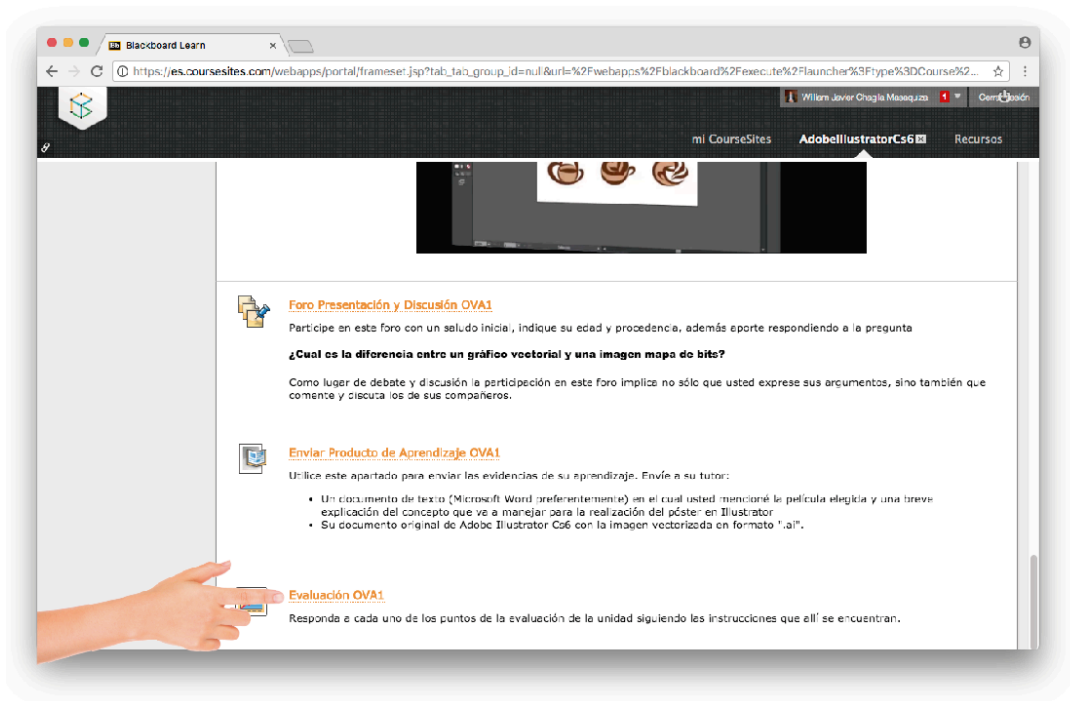 Blackboard Learn
https://es.coursesites.com/webapps/portal/frameset.jsp?tab_tab_group_id=null&url=%2Fwebapps%2Fblackboard%2Fexecute%2Flauncher%3Ftype%3DCourse%2...
Willam Javier Chagla Masaquiza 1
mi CourseSites AdobeIllustratorCs6 Recursos
Foro Presentación y Discusión OVA1
Participe en este foro con un saludo inicial, indique su edad y procedencia, además aporte respondiendo a la pregunta
¿Cual es la diferencia entre un gráfico vectorial y una imagen mapa de bits?
Como lugar de debate y discusión la participación en este foro implica no sólo que usted exprese sus argumentos, sino también que
comente y discuta los de sus compañeros.
Enviar Producto de Aprendizaje OVA1
Utilice este apartado para enviar las evidencias de su aprendizaje. Envíe a su tutor:
• Un documento de texto (Microsoft Word preferentemente) en el cual usted mencioné la película elegida y una breve
explicación del concepto que va a manejar para la realización del póster en Illustrator
• Su documento original de Adobe Illustrator Cs6 con la imagen vectorizada en formato ".ai".
Evaluación OVA1
Responda a cada uno de los puntos de la evaluación de la unidad siguiendo las instrucciones que allí se encuentran.